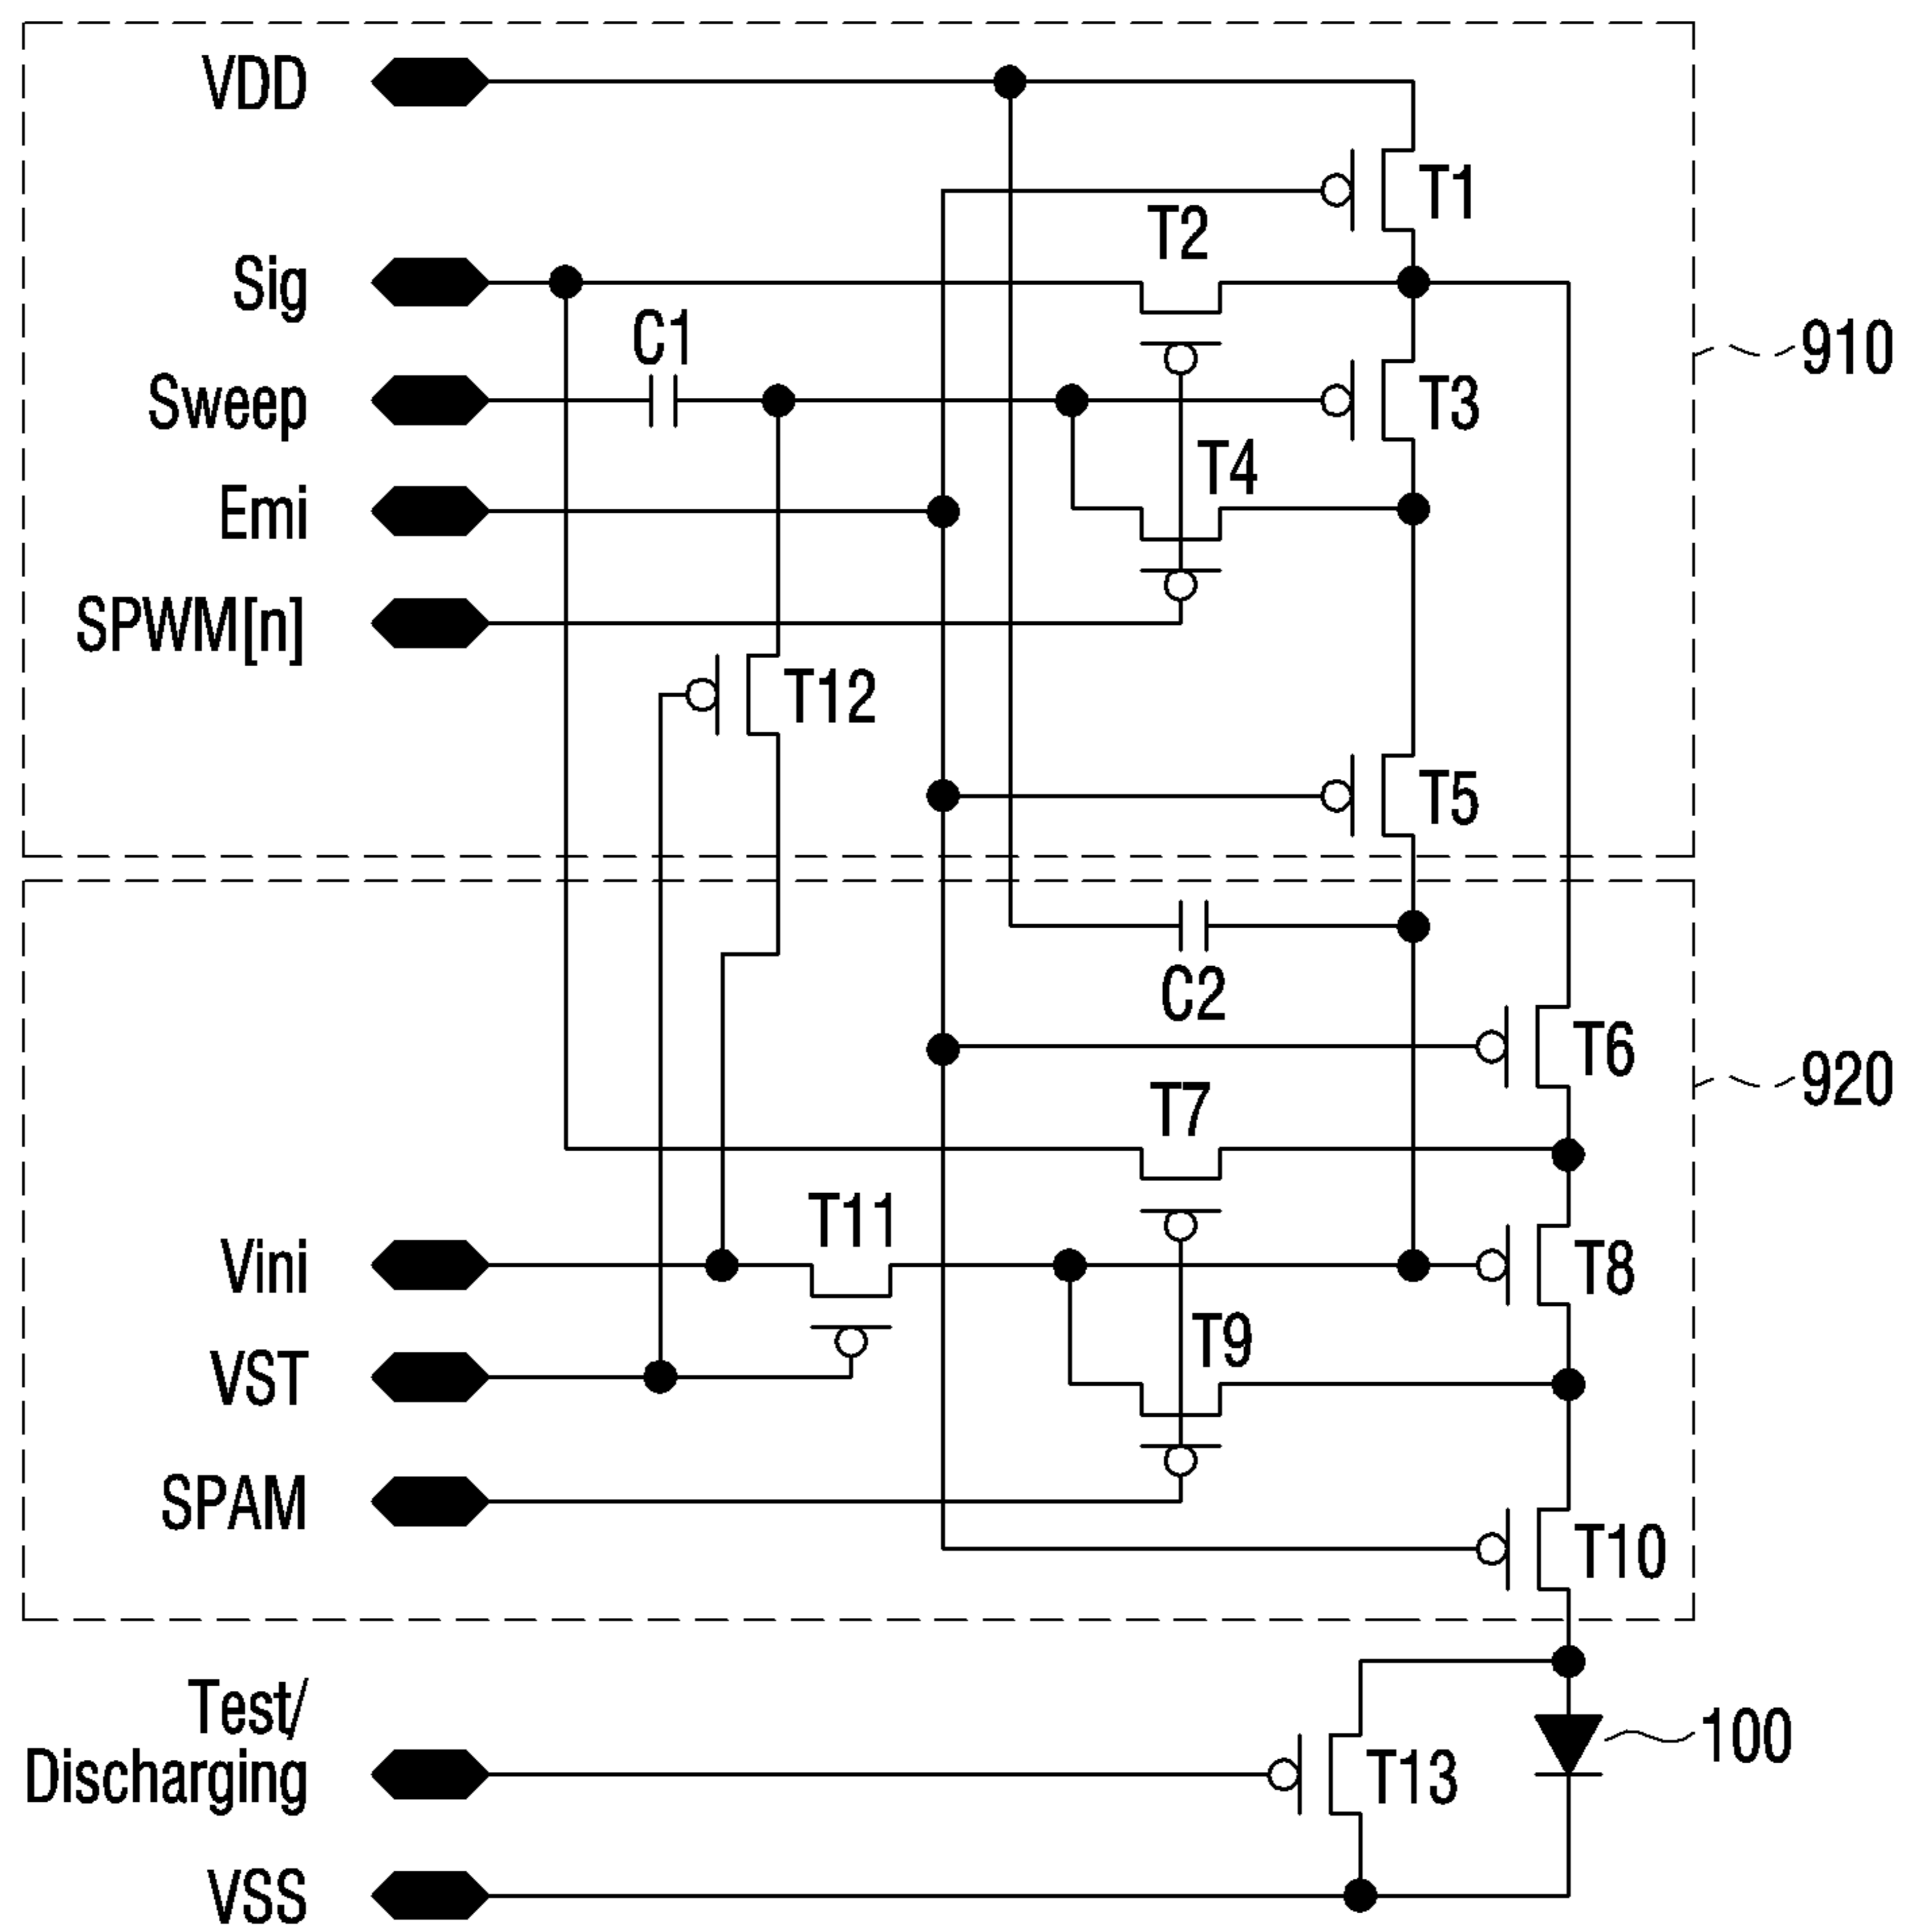 VDD
T1
T2
Sig
C1
910
Sweep
T3
T4
Emi
SPWM[n]
T12
T5
C2
T6
920
T7
T11
Vini
T8
T9
VST
SPAM
T10
Test/
Discharging
100
T13
VSS